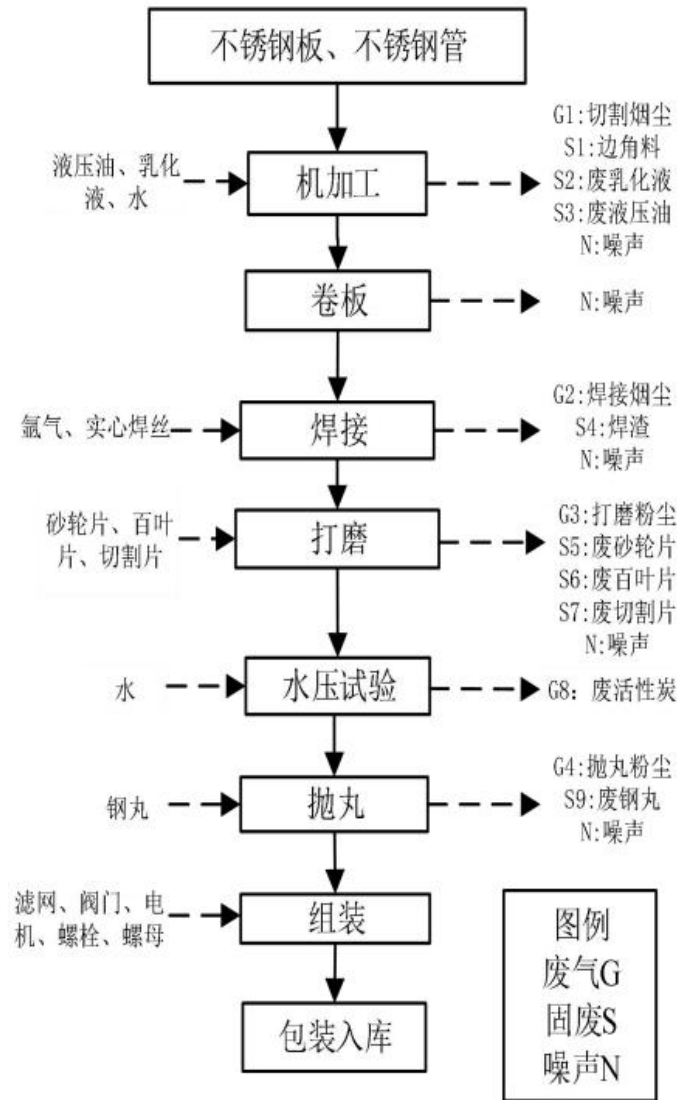 不锈钢板、不锈钢管
G1:切割烟尘
S1:边角料
S2:废乳化液
S3:废液压油
N:噪声
液压油、乳化
液、水
机加工
卷板
N:噪声
氩气、实心焊丝
焊接
G2:焊接烟尘
S4:焊渣
N:噪声
砂轮片、百叶
片、切割片
打磨
G3:打磨粉尘
S5:废砂轮片
S6:废百叶片
S7:废切割片
N:噪声
水
水压试验
G8：废活性炭
钢丸
抛丸
G4:抛丸粉尘
S9:废钢丸
N:噪声
滤网、阀门、电
机、螺栓、螺母
组装
包装入库
图例
废气G
固废S
噪声N